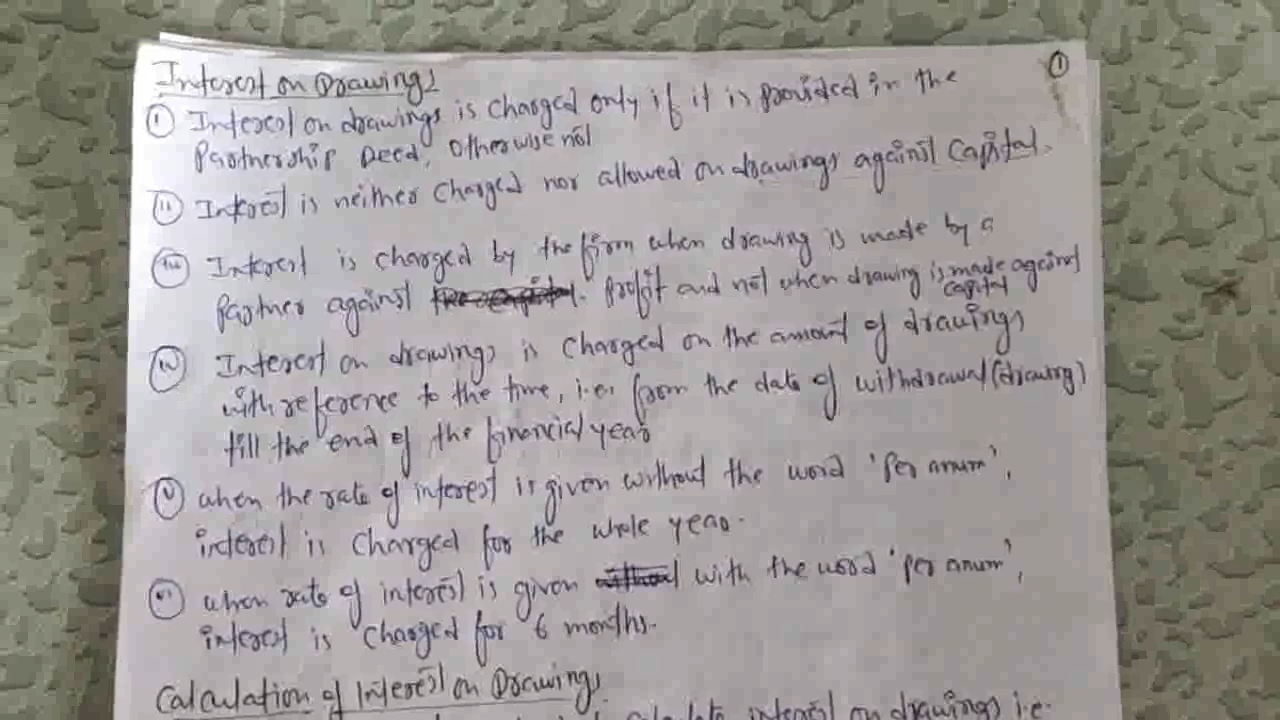 Interest on Drawings
①
(i) Interest on drawings is charged only if it is provided in the
Partnership Deed, otherwise not
(ii) Interest is neither charged nor allowed on drawings against capital.
(iii) Interest is charged by the firm when drawing is made by a
Partner against profit and not when drawing is made against
capital
(iv) Interest on drawings is charged on the amount of drawings
with reference to the time, i.e. from the date of withdrawal (drawing)
till the end of the financial year
(v) when the rate of interest is given without the word 'Per anum',
interest is charged for the whole year.
(vi) when rate of interest is given with the word 'Per anum',
interest is charged for 6 months.
Calculation of Interest on Drawings
calculate interest on drawings i.e.